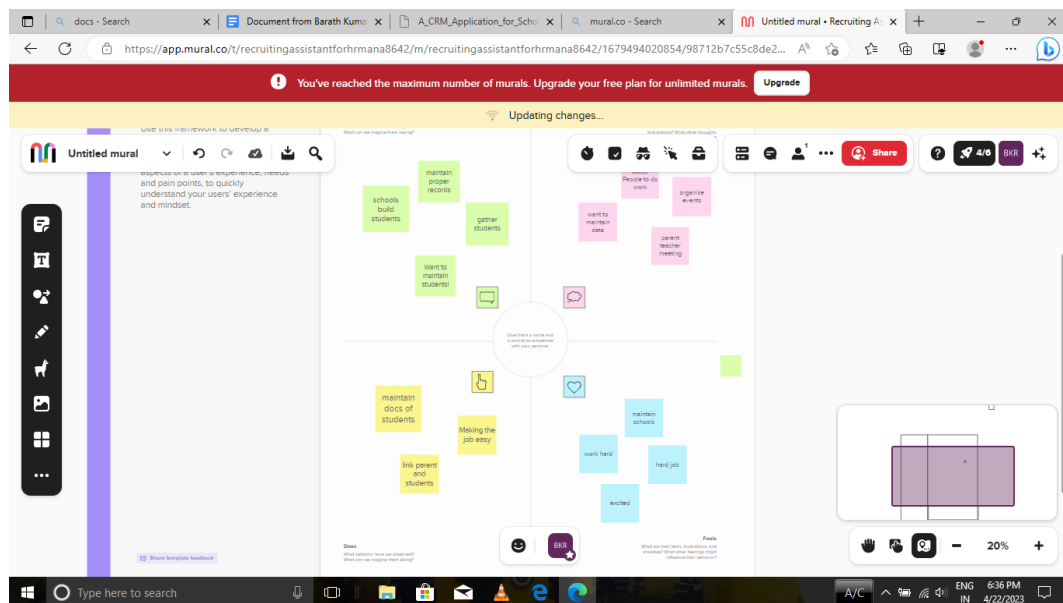 docs - Search
Document from Barath Kuma
A_CRM_Application_for_Scho
mural.co - Search
Untitled mural • Recruiting As
https://app.mural.co/t/recruitingassistantforhrmana8642/m/recruitingassistantforhrmana8642/1679494020854/98712b7c55c8de2...
You've reached the maximum number of murals. Upgrade your free plan for unlimited murals.
Upgrade
Updating changes...
Use this framework to develop a
What can we imagine them saying?
and dreams? What other thoughts
Untitled mural
1
Share
4/6
BKR
aspects of a user's experience, needs
and pain points, to quickly
understand your users' experience
and mindset.
maintain
proper
records
schools
build
students
gather
students
Want to
maintain
students!
People to do
work
organise
events
want to
maintain
data
parent
teacher
meeting
Give them a name and
a portrait to empathize
with your persona.
maintain
docs of
students
Making the
job easy
link parent
and
students
maintain
schools
work hard
hard job
excited
Share template feedback
Does
What behavior have we observed?
What can we imagine them doing?
BKR
Feels
What are their fears, frustrations, and
anxieties? What other feelings might
influence their behavior?
20%
Type here to search
A/C
ENG
IN
6:36 PM
4/22/2023